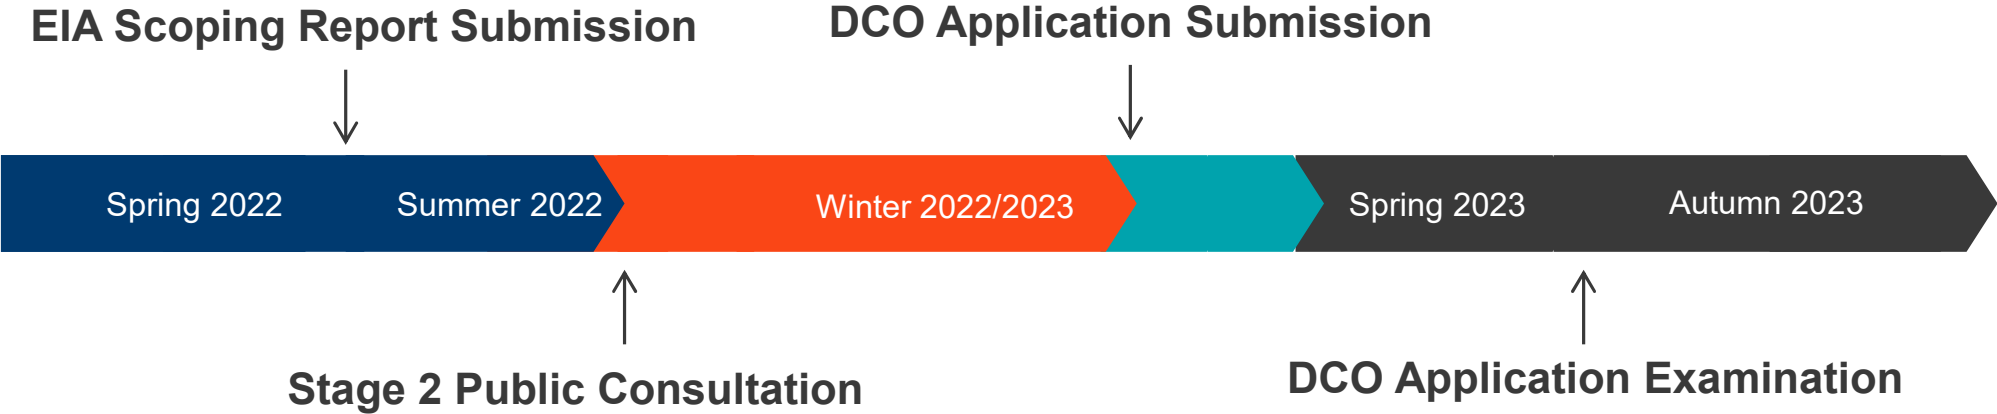 EIA Scoping Report Submission
DCO Application Submission
Spring 2022
Summer 2022
Winter 2022/2023
Spring 2023
Autumn 2023
Stage 2 Public Consultation
DCO Application Examination